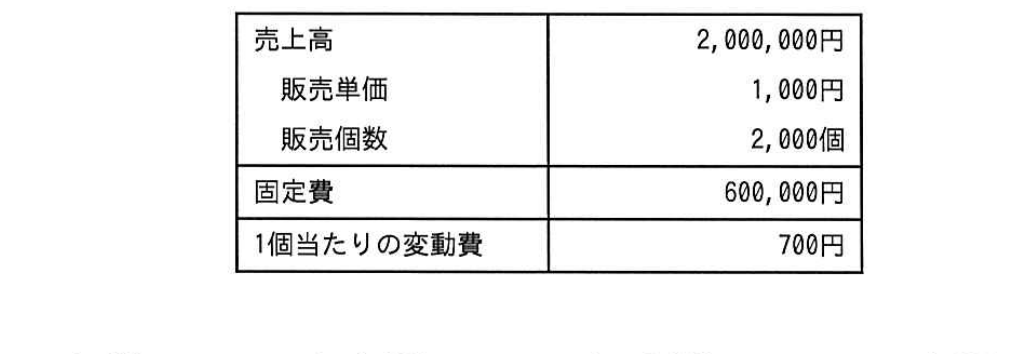 売上高 2,000,000円
販売単価 1,000円
販売個数 2,000個
固定費 600,000円
1個当たりの変動費 700円